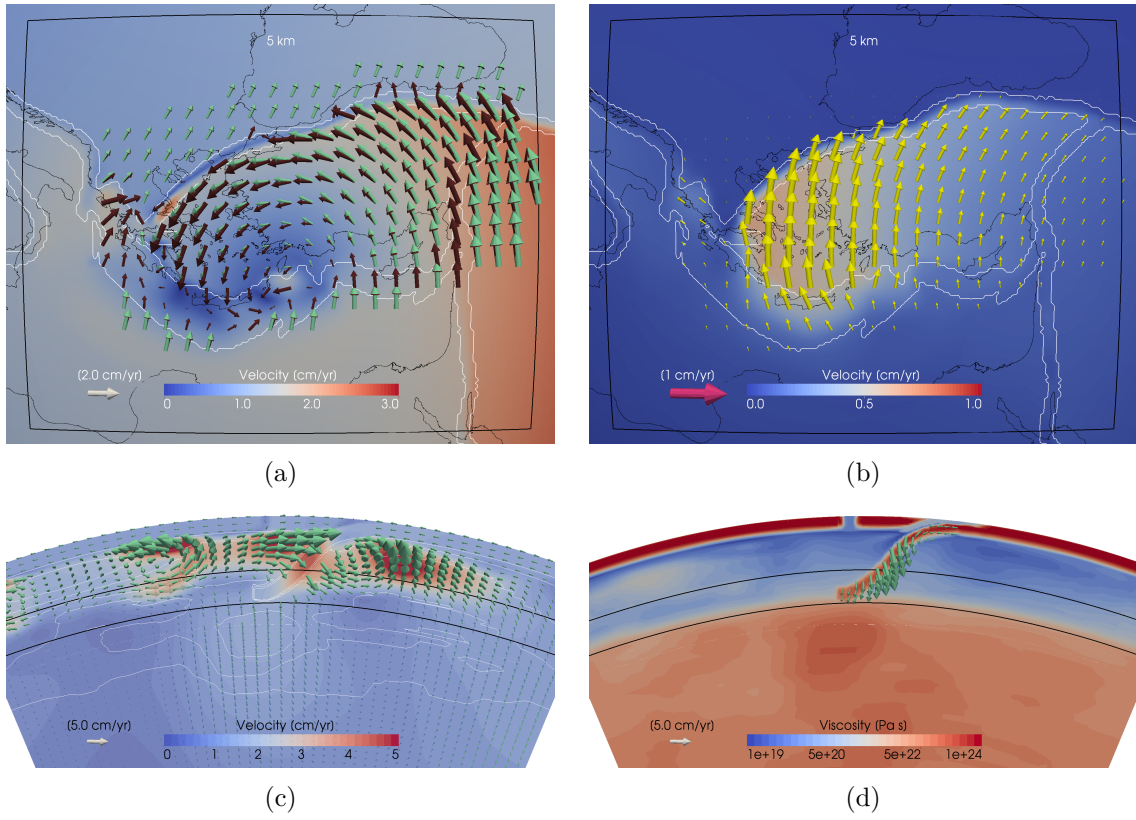 5 km
(2.0 cm/yr)
Velocity (cm/yr)
0 1.0 2.0 3.0
(a)
5 km
(1 cm/yr)
Velocity (cm/yr)
0.0 0.5 1.0
(b)
(5.0 cm/yr)
Velocity (cm/yr)
0 1 2 3 4 5
(c)
(5.0 cm/yr)
Viscosity (Pa s)
1e+19 5e+20 5e+22 1e+24
(d)